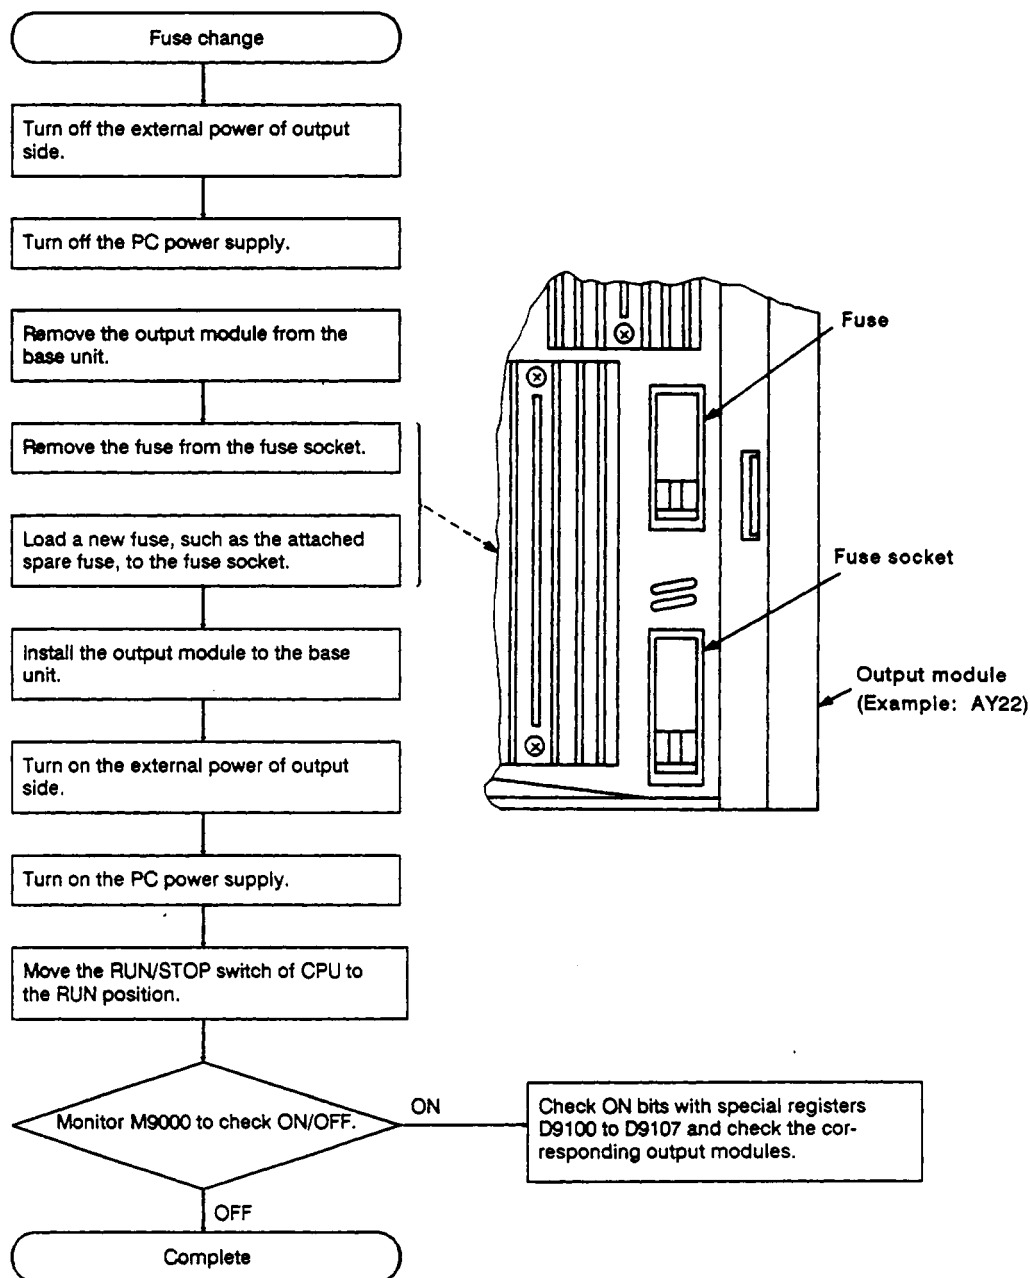 Fuse change
Turn off the external power of output
side.
Turn off the PC power supply.
Remove the output module from the
base unit.
Remove the fuse from the fuse socket.
Load a new fuse, such as the attached
spare fuse, to the fuse socket.
Install the output module to the base
unit.
Turn on the external power of output
side.
Turn on the PC power supply.
Move the RUN/STOP switch of CPU to
the RUN position.
Monitor M9000 to check ON/OFF.
ON
Check ON bits with special registers
D9100 to D9107 and check the cor-
responding output modules.
OFF
Complete
Fuse
Fuse socket
Output module
(Example: AY22)